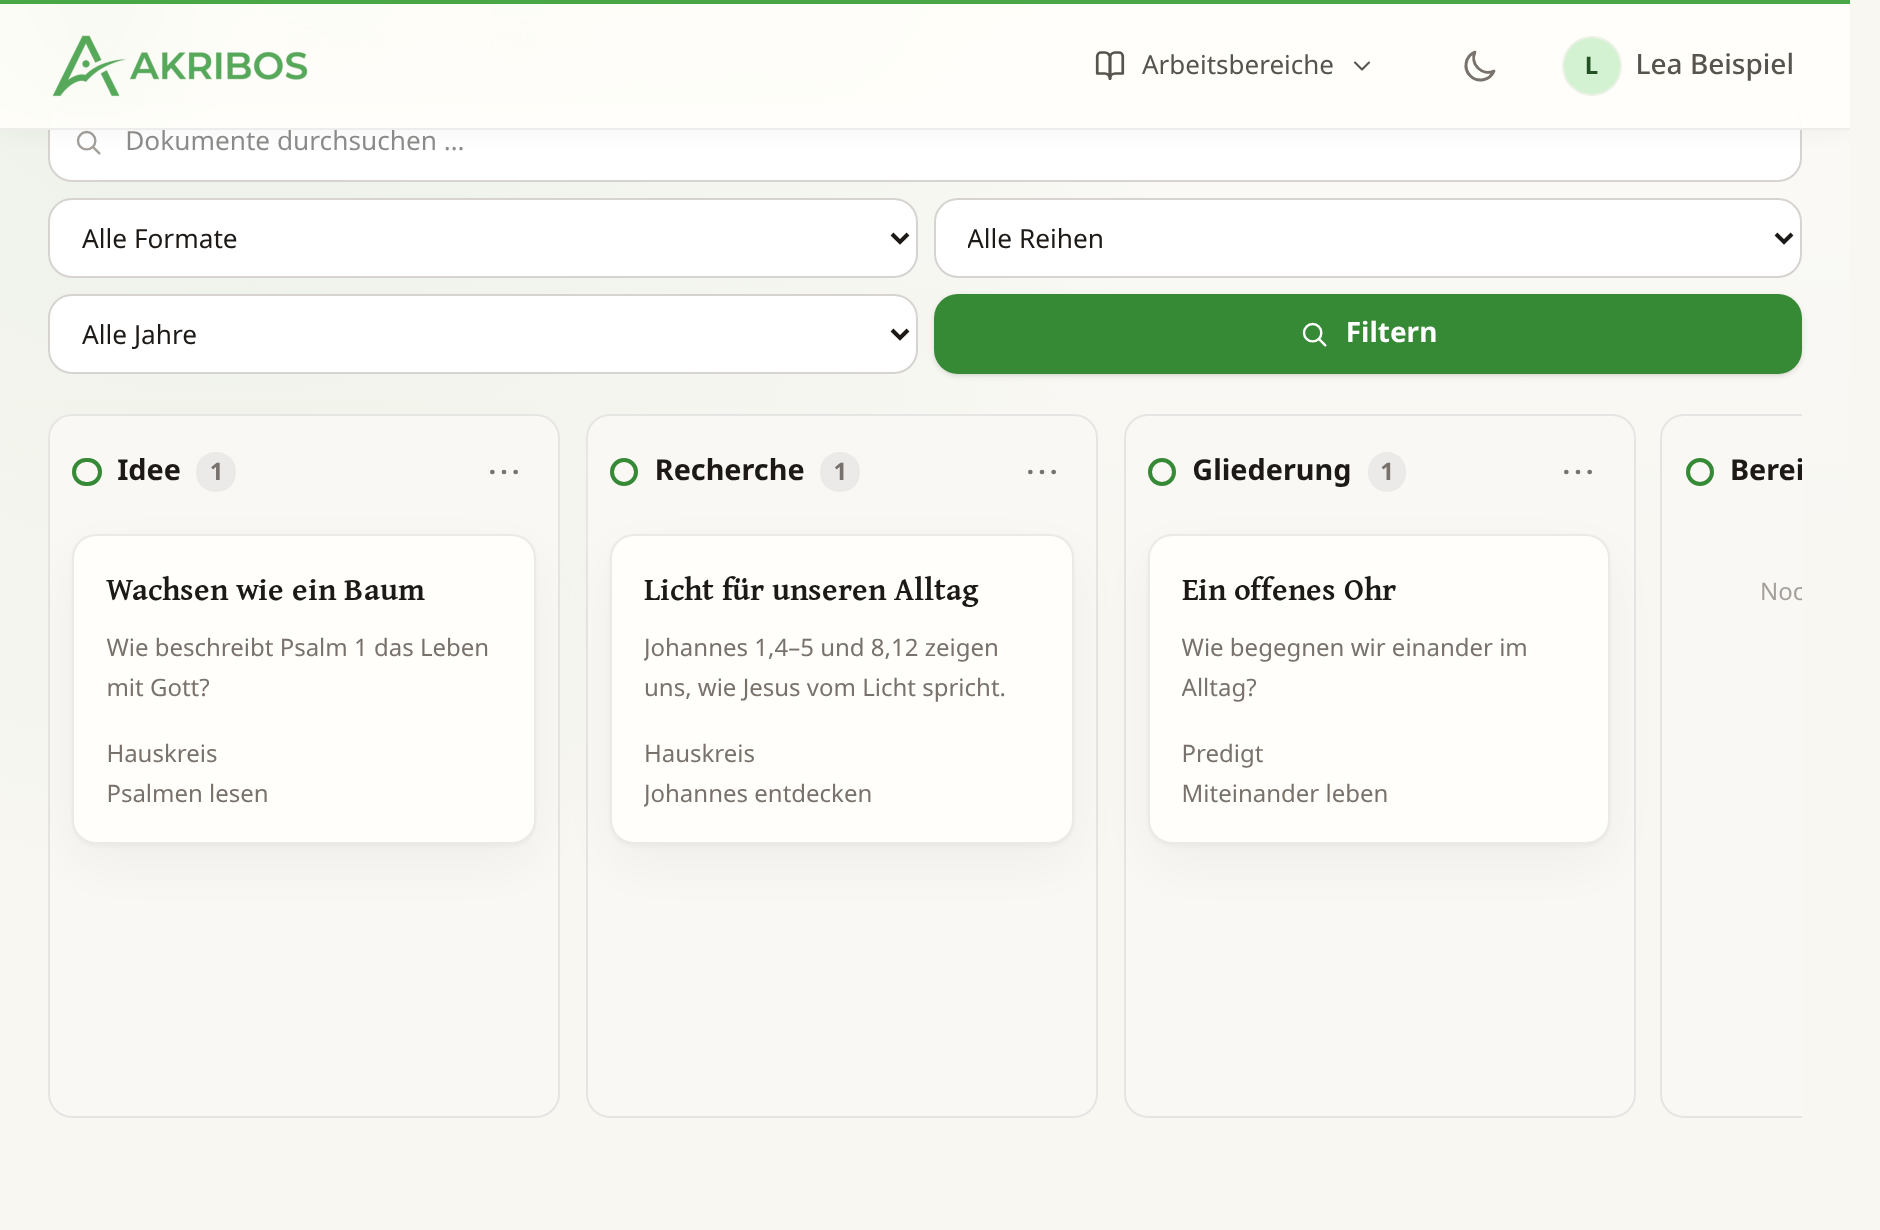 AKRIBOS
Arbeitsbereiche
L
Lea Beispiel
Dokumente durchsuchen ...
Alle Formate
Alle Reihen
Alle Jahre
Filtern
Idee 1
Wachsen wie ein Baum
Wie beschreibt Psalm 1 das Leben
mit Gott?
Hauskreis
Psalmen lesen
Recherche 1
Licht für unseren Alltag
Johannes 1,4–5 und 8,12 zeigen
uns, wie Jesus vom Licht spricht.
Hauskreis
Johannes entdecken
Gliederung 1
Ein offenes Ohr
Wie begegnen wir einander im
Alltag?
Predigt
Miteinander leben
Berei
Noc